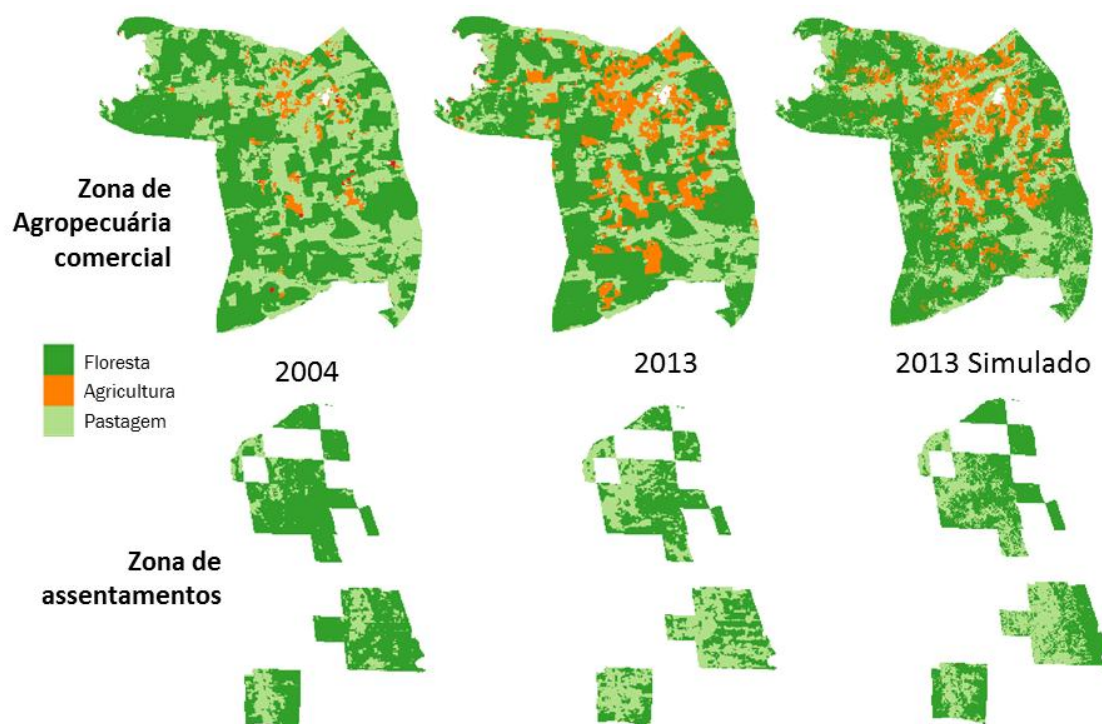 Zona de
Agropecuária
comercial
Floresta
Agricultura
Pastagem
2004
2013
2013 Simulado
Zona de
assentamentos